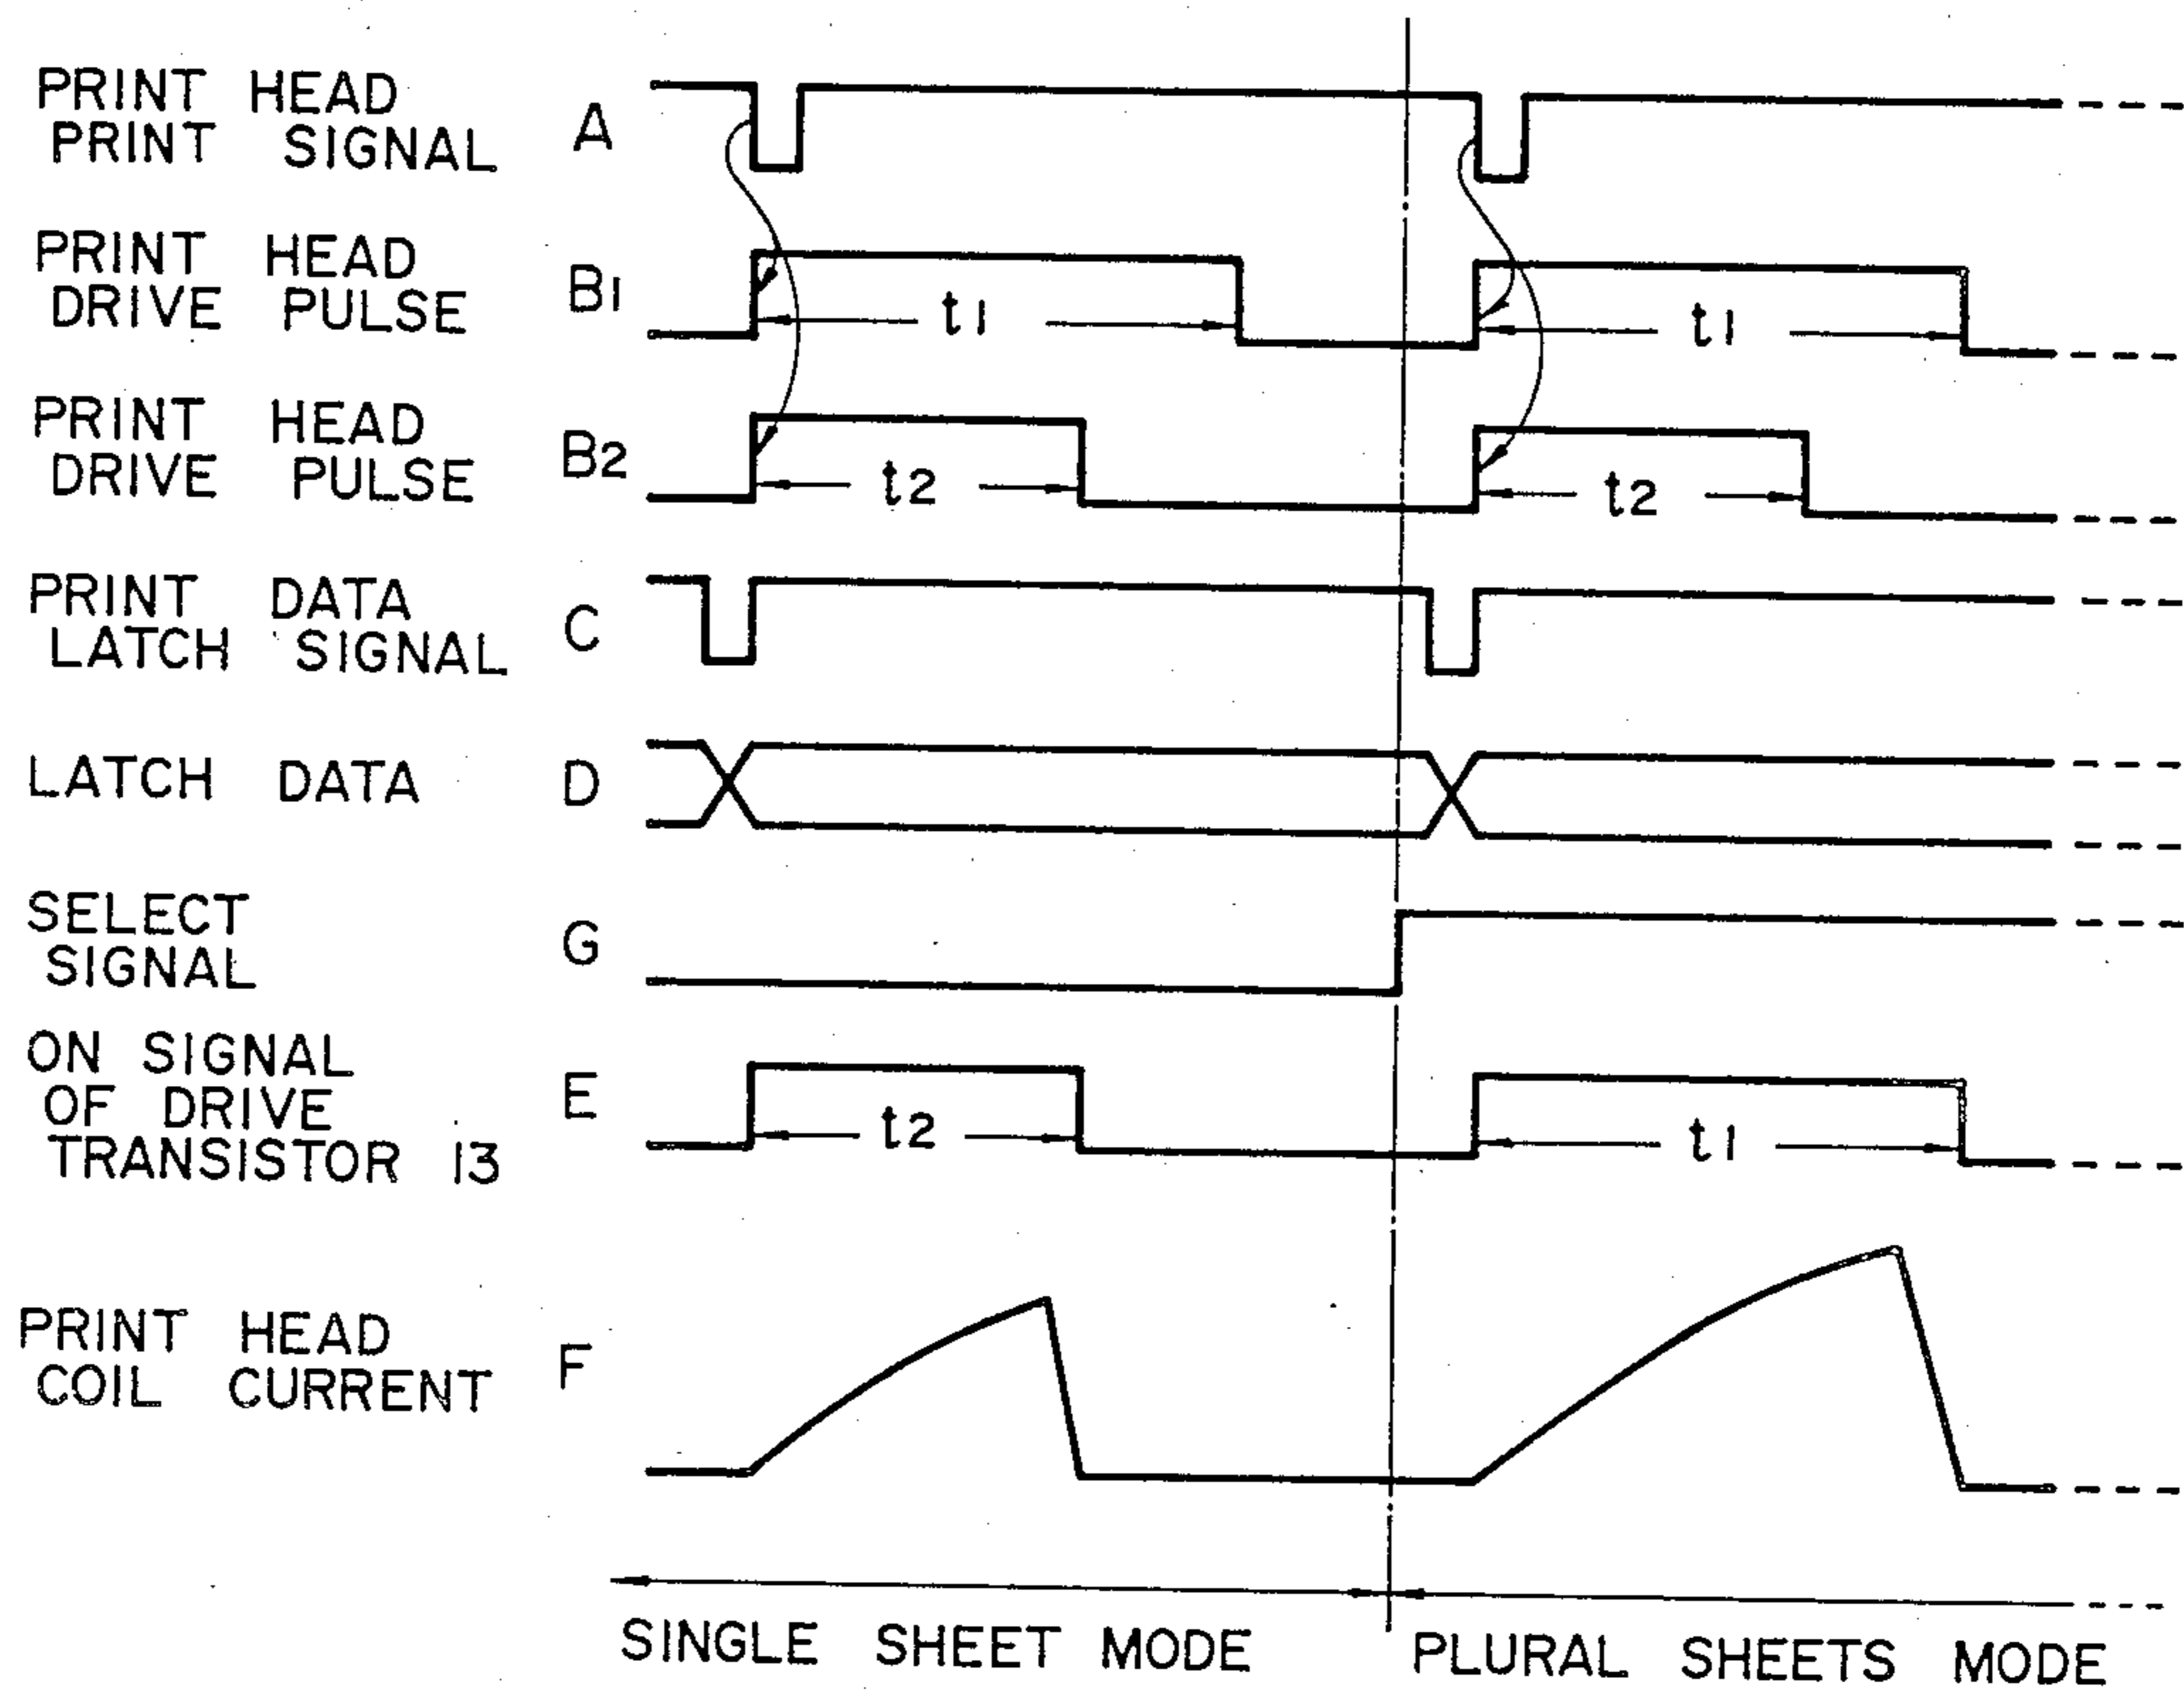 PRINT HEAD
PRINT SIGNAL A
PRINT HEAD
DRIVE PULSE B1 t1 t1
PRINT HEAD
DRIVE PULSE B2 t2 t2
PRINT DATA
LATCH SIGNAL C
LATCH DATA D
SELECT
SIGNAL G
ON SIGNAL
OF DRIVE E t2 t1
TRANSISTOR 13
PRINT HEAD
COIL CURRENT F
SINGLE SHEET MODE PLURAL SHEETS MODE